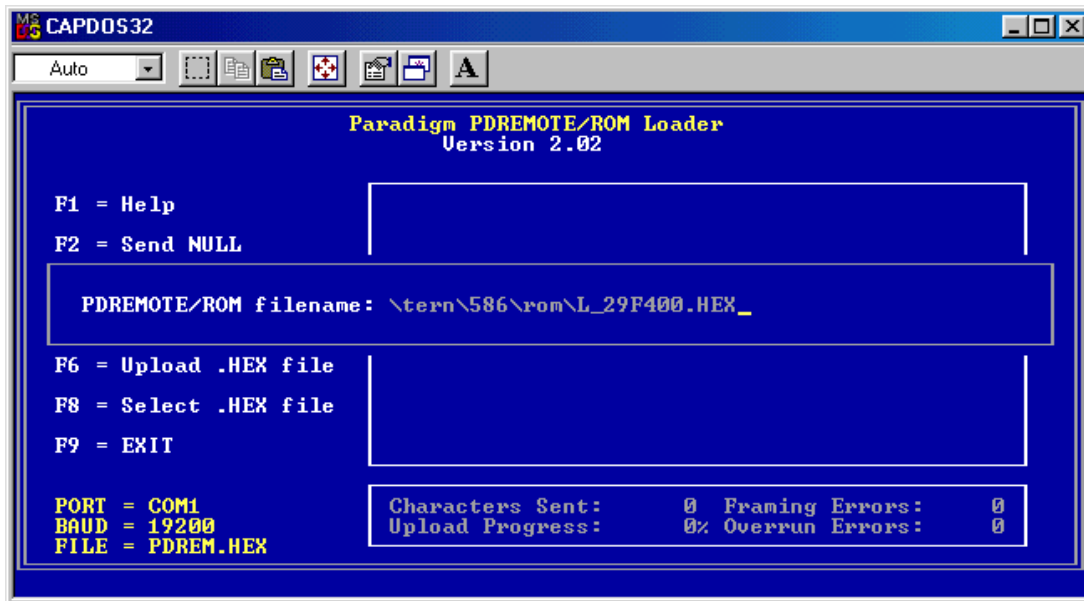 MS DOS CAPDOS32
Auto A
Paradigm PDREMOTE/ROM Loader
Version 2.02
F1 = Help
F2 = Send NULL
PDREMOTE/ROM filename: \tern\586\rom\L_29F400.HEX_
F6 = Upload .HEX file
F8 = Select .HEX file
F9 = EXIT
PORT = COM1
BAUD = 19200
FILE = PDREM.HEX
Characters Sent: 0 Framing Errors: 0
Upload Progress: 0% Overrun Errors: 0